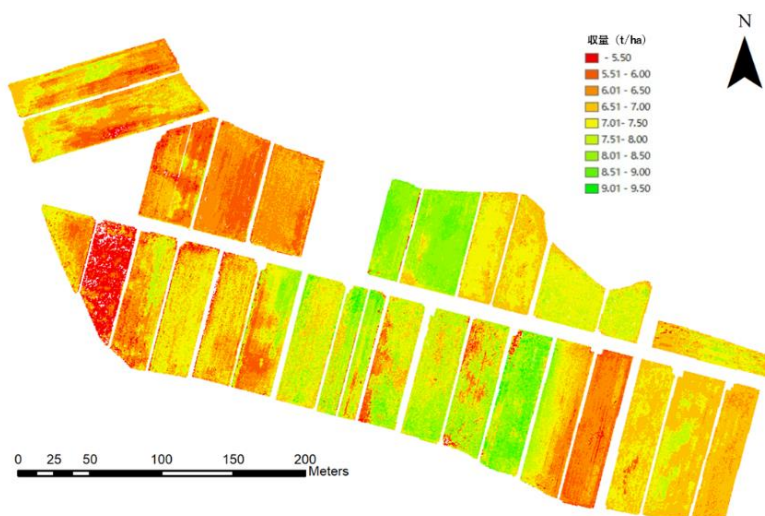 N
収量 (t/ha)
- 5.50
5.51 - 6.00
6.01 - 6.50
6.51 - 7.00
7.01- 7.50
7.51- 8.00
8.01 - 8.50
8.51 - 9.00
9.01 - 9.50
0 25 50 100 150 200
Meters